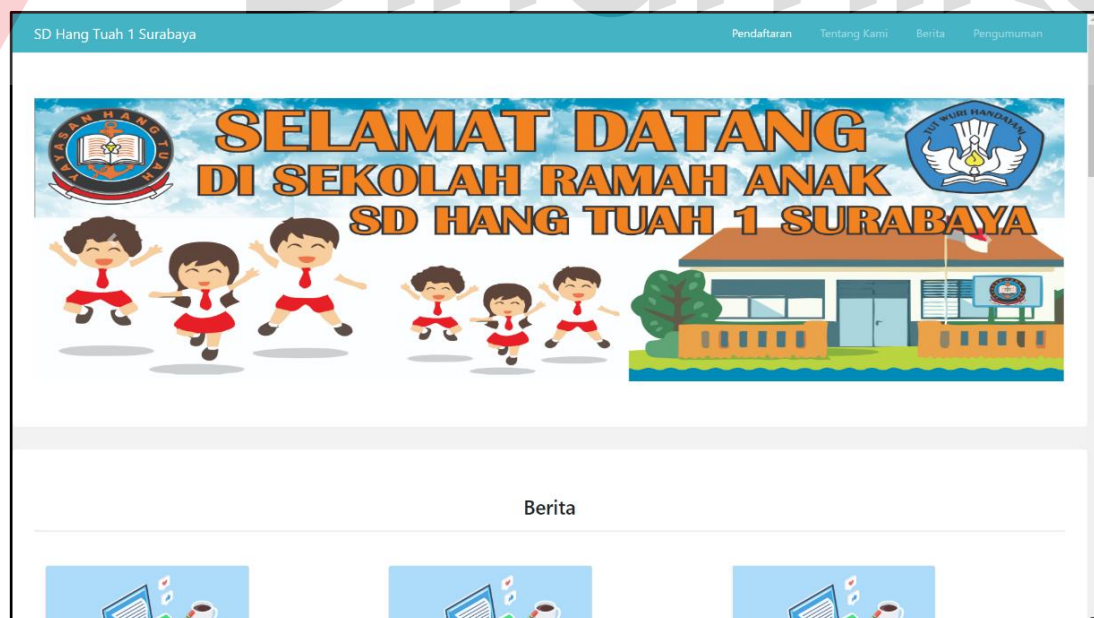 SD Hang Tuah 1 Surabaya
Pendaftaran Tentang Kami Berita Pengumuman
SELAMAT DATANG
DI SEKOLAH RAMAH ANAK
SD HANG TUAH 1 SURABAYA
YAYASAN HANG TUAH
TUT WURI HANDAYANI
Berita